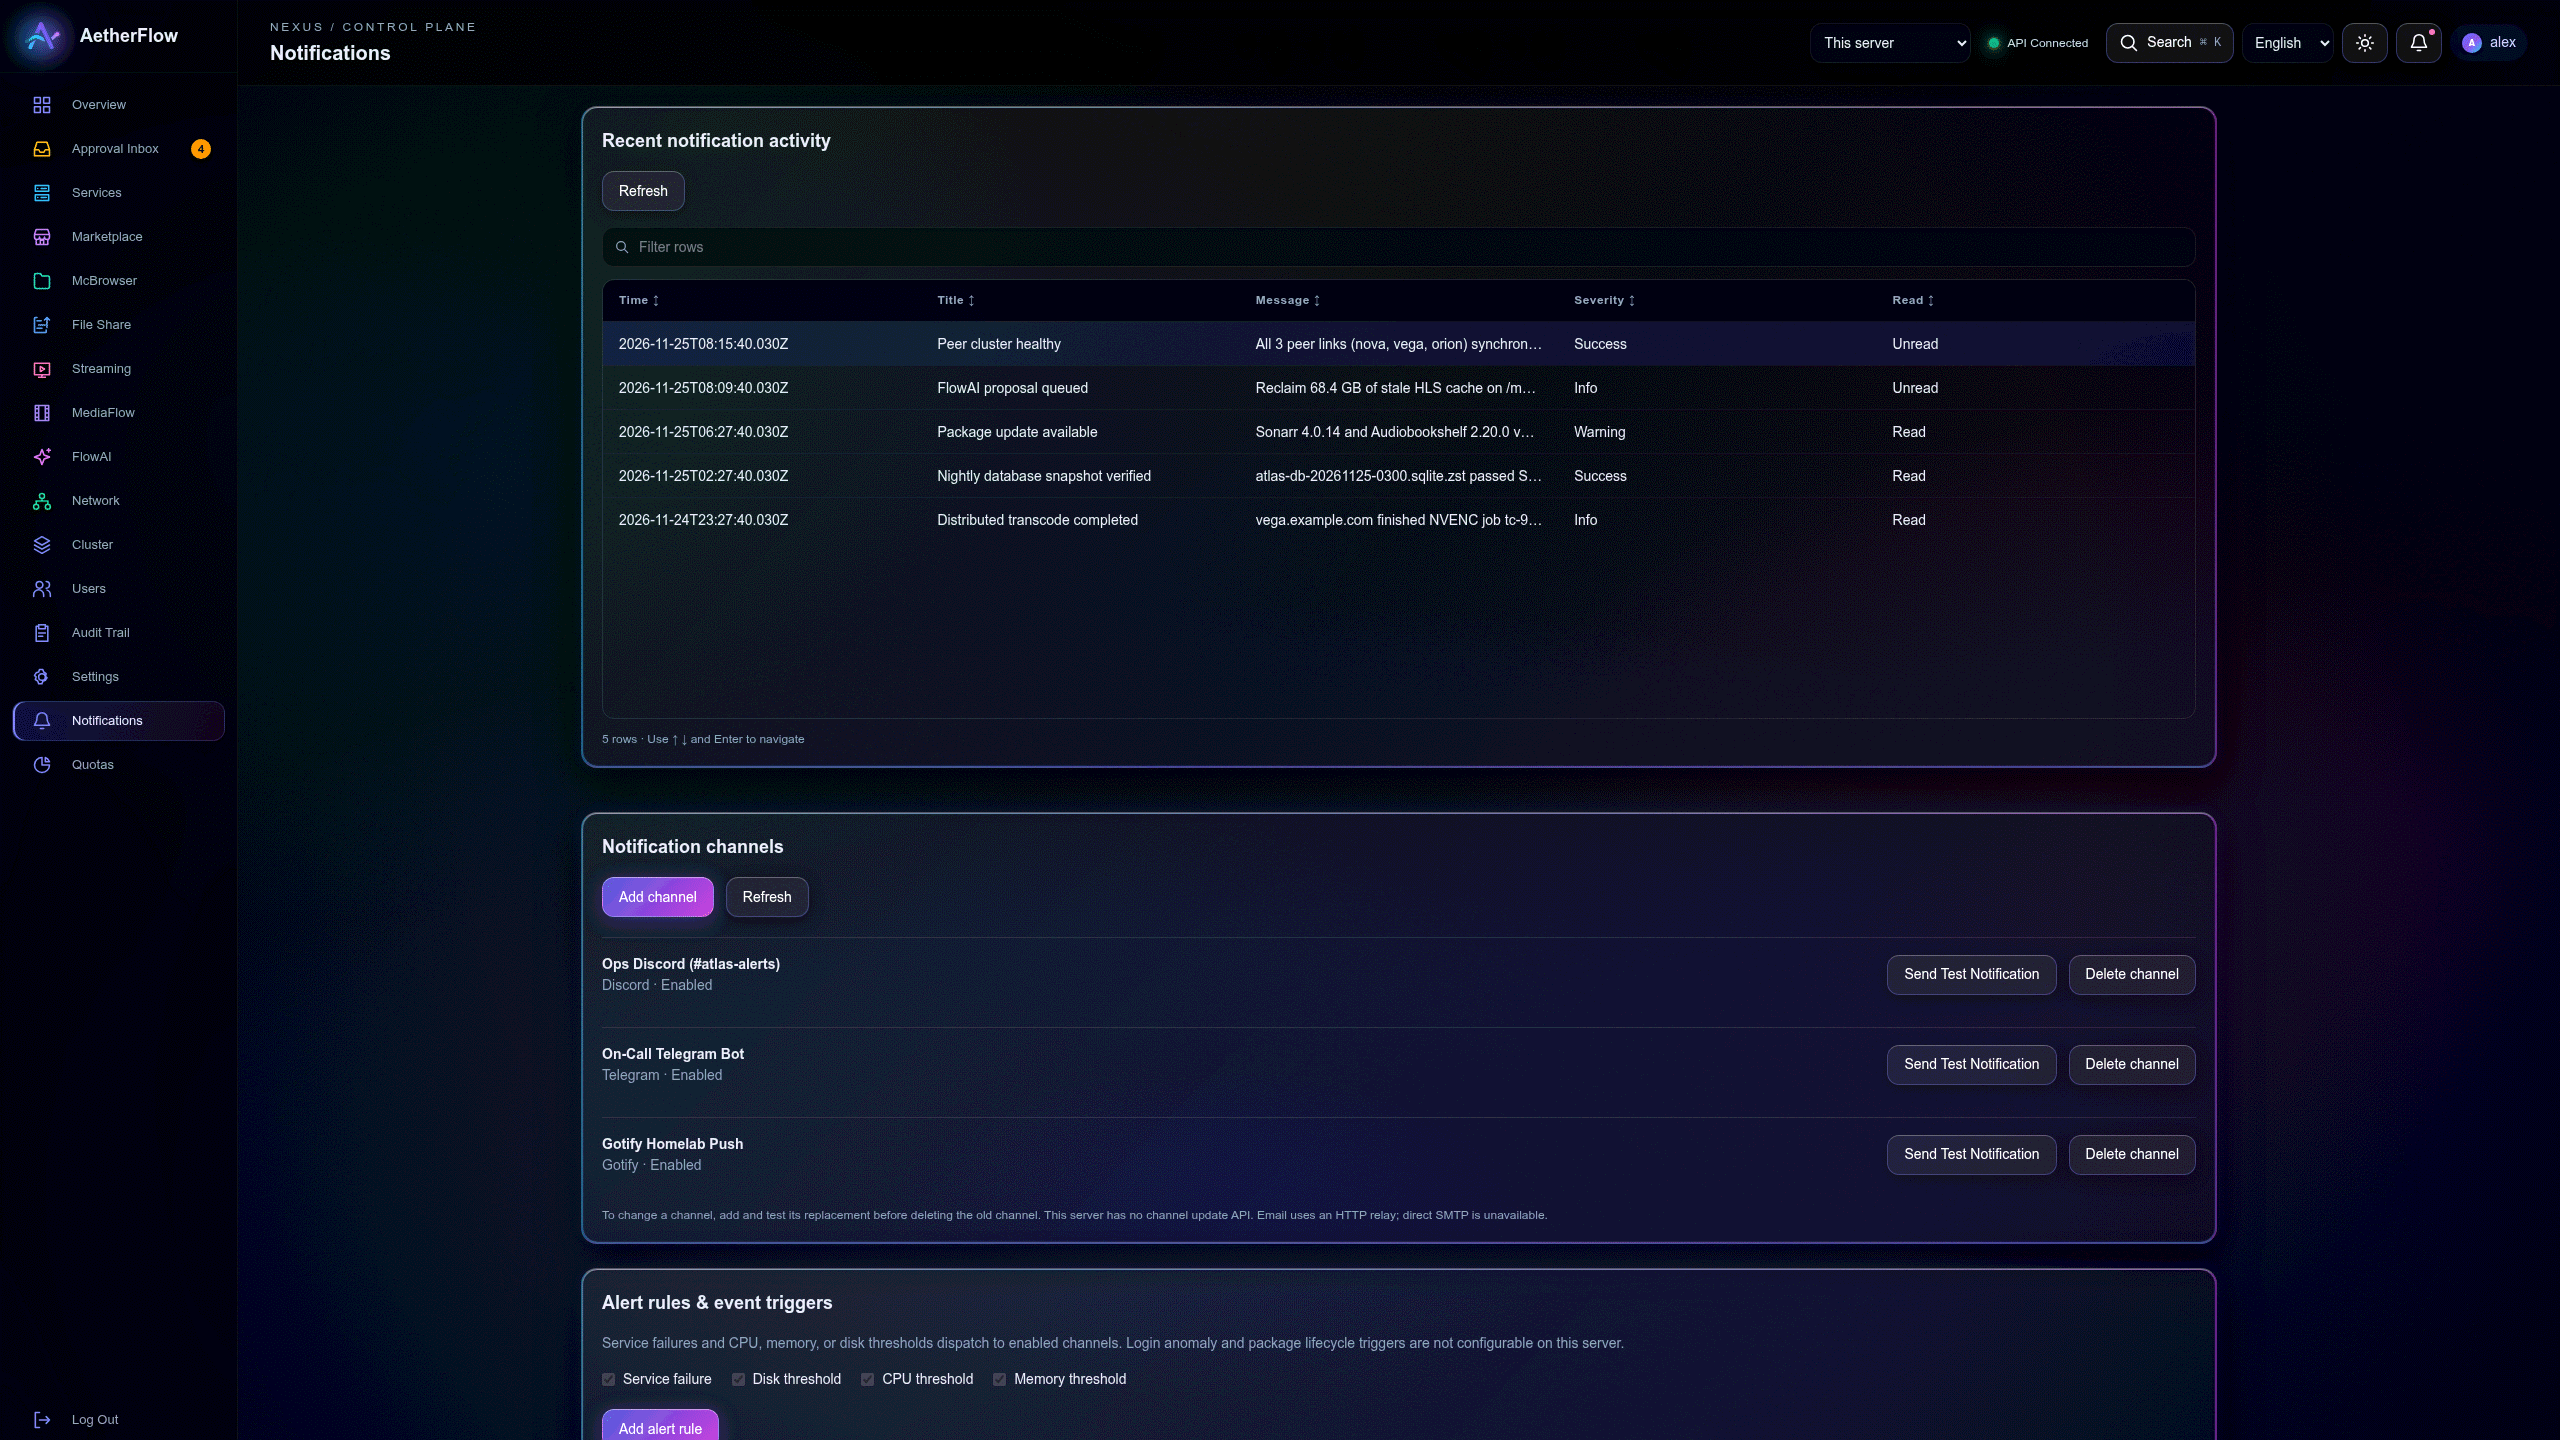 AetherFlow
Overview
Approval Inbox 4
Services
Marketplace
McBrowser
File Share
Streaming
MediaFlow
FlowAI
Network
Cluster
Users
Audit Trail
Settings
Notifications
Quotas
Log Out
NEXUS / CONTROL PLANE
Notifications
This server
API Connected
Search ⌘ K
English
A alex
Recent notification activity
Refresh
Filter rows
Time ↕ Title ↕ Message ↕ Severity ↕ Read ↕
2026-11-25T08:15:40.030Z Peer cluster healthy All 3 peer links (nova, vega, orion) synchron… Success Unread
2026-11-25T08:09:40.030Z FlowAI proposal queued Reclaim 68.4 GB of stale HLS cache on /m… Info Unread
2026-11-25T06:27:40.030Z Package update available Sonarr 4.0.14 and Audiobookshelf 2.20.0 v… Warning Read
2026-11-25T02:27:40.030Z Nightly database snapshot verified atlas-db-20261125-0300.sqlite.zst passed S… Success Read
2026-11-24T23:27:40.030Z Distributed transcode completed vega.example.com finished NVENC job tc-9… Info Read
5 rows · Use ↑ ↓ and Enter to navigate
Notification channels
Add channel Refresh
Ops Discord (#atlas-alerts)
Discord · Enabled
Send Test Notification Delete channel
On-Call Telegram Bot
Telegram · Enabled
Send Test Notification Delete channel
Gotify Homelab Push
Gotify · Enabled
Send Test Notification Delete channel
To change a channel, add and test its replacement before deleting the old channel. This server has no channel update API. Email uses an HTTP relay; direct SMTP is unavailable.
Alert rules & event triggers
Service failures and CPU, memory, or disk thresholds dispatch to enabled channels. Login anomaly and package lifecycle triggers are not configurable on this server.
Service failure Disk threshold CPU threshold Memory threshold
Add alert rule